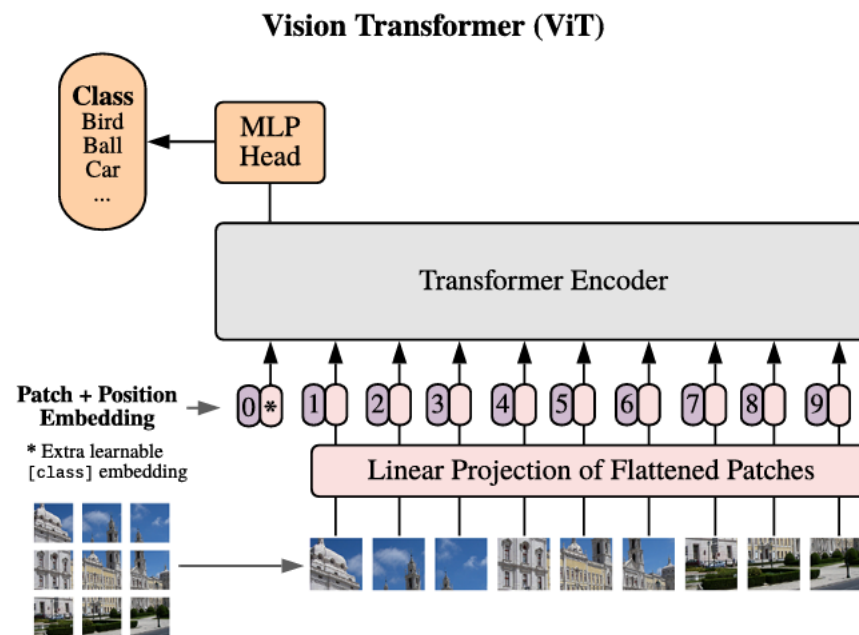 Vision Transformer (ViT)
Class
Bird
Ball
Car
...
MLP
Head
Transformer Encoder
Patch + Position
Embedding
0 * 1 2 3 4 5 6 7 8 9
* Extra learnable
[class] embedding
Linear Projection of Flattened Patches